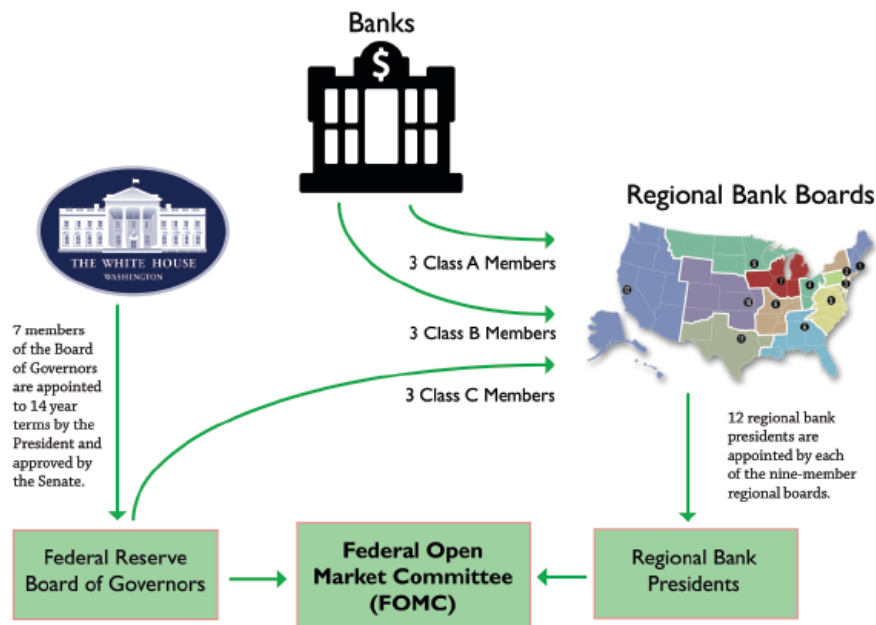 Banks
$
THE WHITE HOUSE
WASHINGTON
Regional Bank Boards
3 Class A Members
3 Class B Members
3 Class C Members
7 members
of the Board
of Governors
are appointed
to 14 year
terms by the
President and
approved by
the Senate.
12 regional bank
presidents are
appointed by each
of the nine-member
regional boards.
Federal Reserve
Board of Governors
Federal Open
Market Committee
(FOMC)
Regional Bank
Presidents